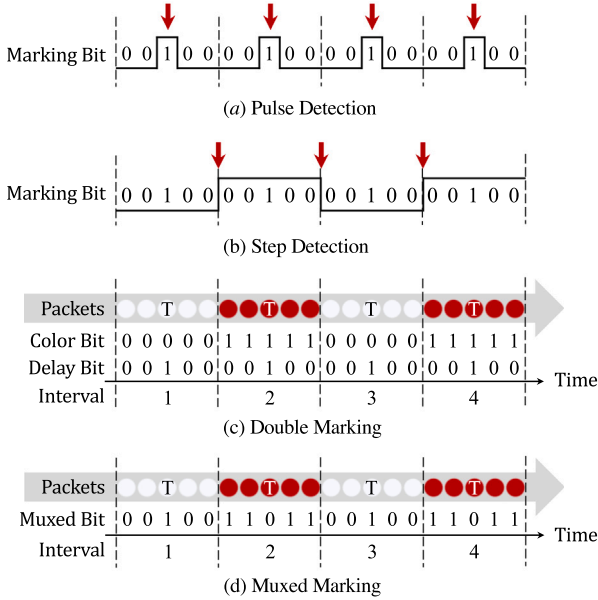 Marking Bit 0 0 1 0 0 0 0 1 0 0 0 0 1 0 0 0 0 1 0 0
(a) Pulse Detection
Marking Bit 0 0 1 0 0 0 0 1 0 0 0 0 1 0 0 0 0 1 0 0
(b) Step Detection
Packets T T T T
Color Bit 0 0 0 0 0 1 1 1 1 1 0 0 0 0 0 1 1 1 1 1
Delay Bit 0 0 1 0 0 0 0 1 0 0 0 0 1 0 0 0 0 1 0 0
Time
Interval 1 2 3 4
(c) Double Marking
Packets T T T T
Muxed Bit 0 0 1 0 0 1 1 0 1 1 0 0 1 0 0 1 1 0 1 1
Time
Interval 1 2 3 4
(d) Muxed Marking